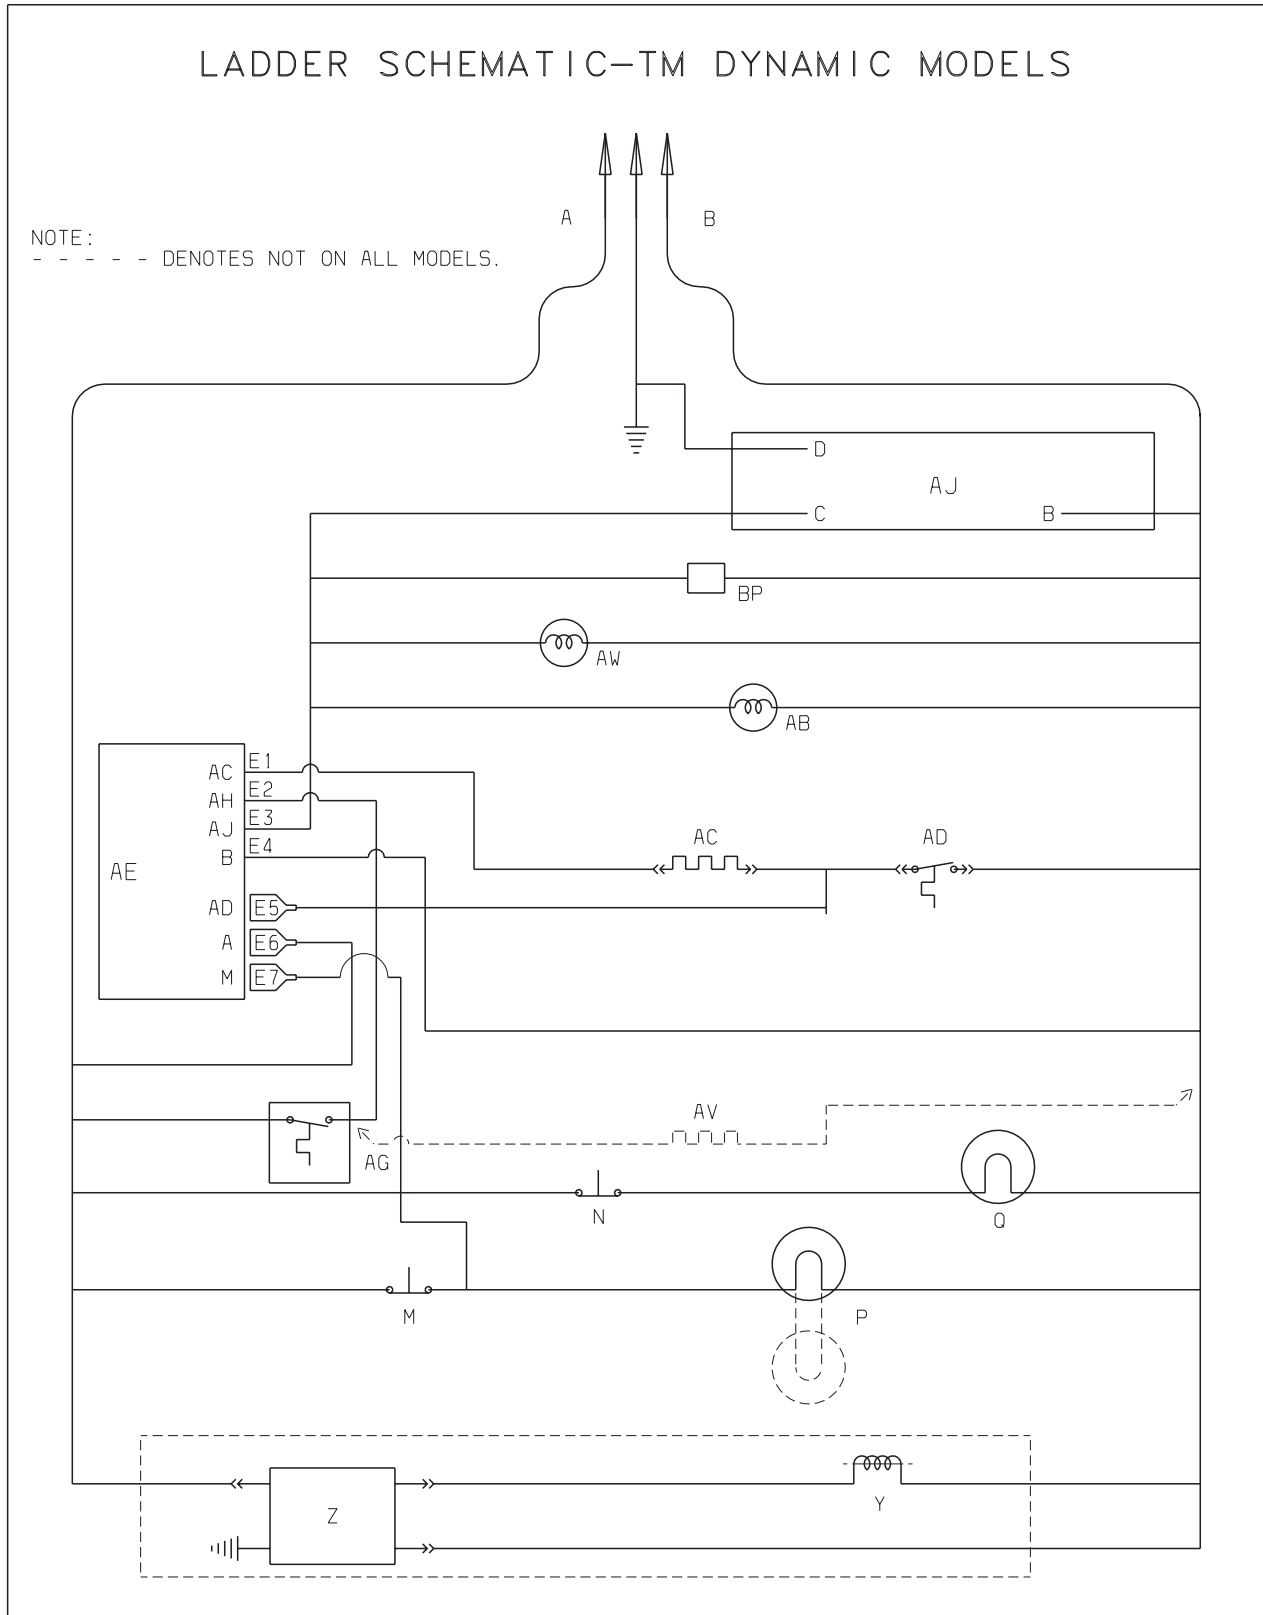 LADDER SCHEMATIC-TM DYNAMIC MODELS
A
B
NOTE:
- - - - - DENOTES NOT ON ALL MODELS.
D
AJ
C
B
BP
AW
AB
AC E1
AH E2
AJ E3
B E4
AE
AC
AD
AD E5
A E6
M E7
AV
AG
N
Q
M
P
Z
Y